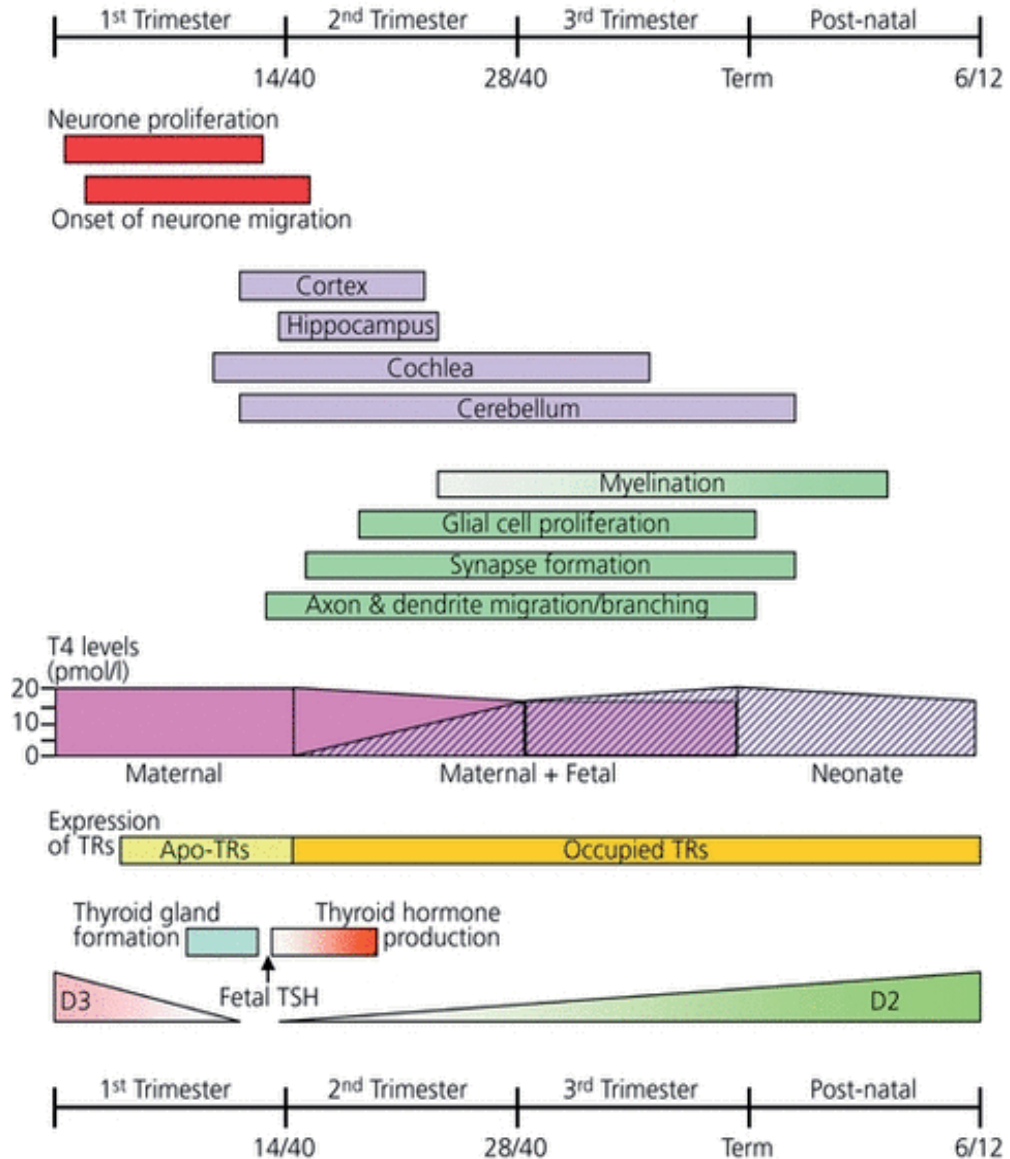 1st Trimester 2nd Trimester 3rd Trimester Post-natal
14/40 28/40 Term 6/12
Neurone proliferation
Onset of neurone migration
Cortex
Hippocampus
Cochlea
Cerebellum
Myelination
Glial cell proliferation
Synapse formation
Axon & dendrite migration/branching
T4 levels
(pmol/l)
20
10
0
Maternal Maternal + Fetal Neonate
Expression
of TRs Apo-TRs Occupied TRs
Thyroid gland Thyroid hormone
formation production
D3 Fetal TSH D2
1st Trimester 2nd Trimester 3rd Trimester Post-natal
14/40 28/40 Term 6/12